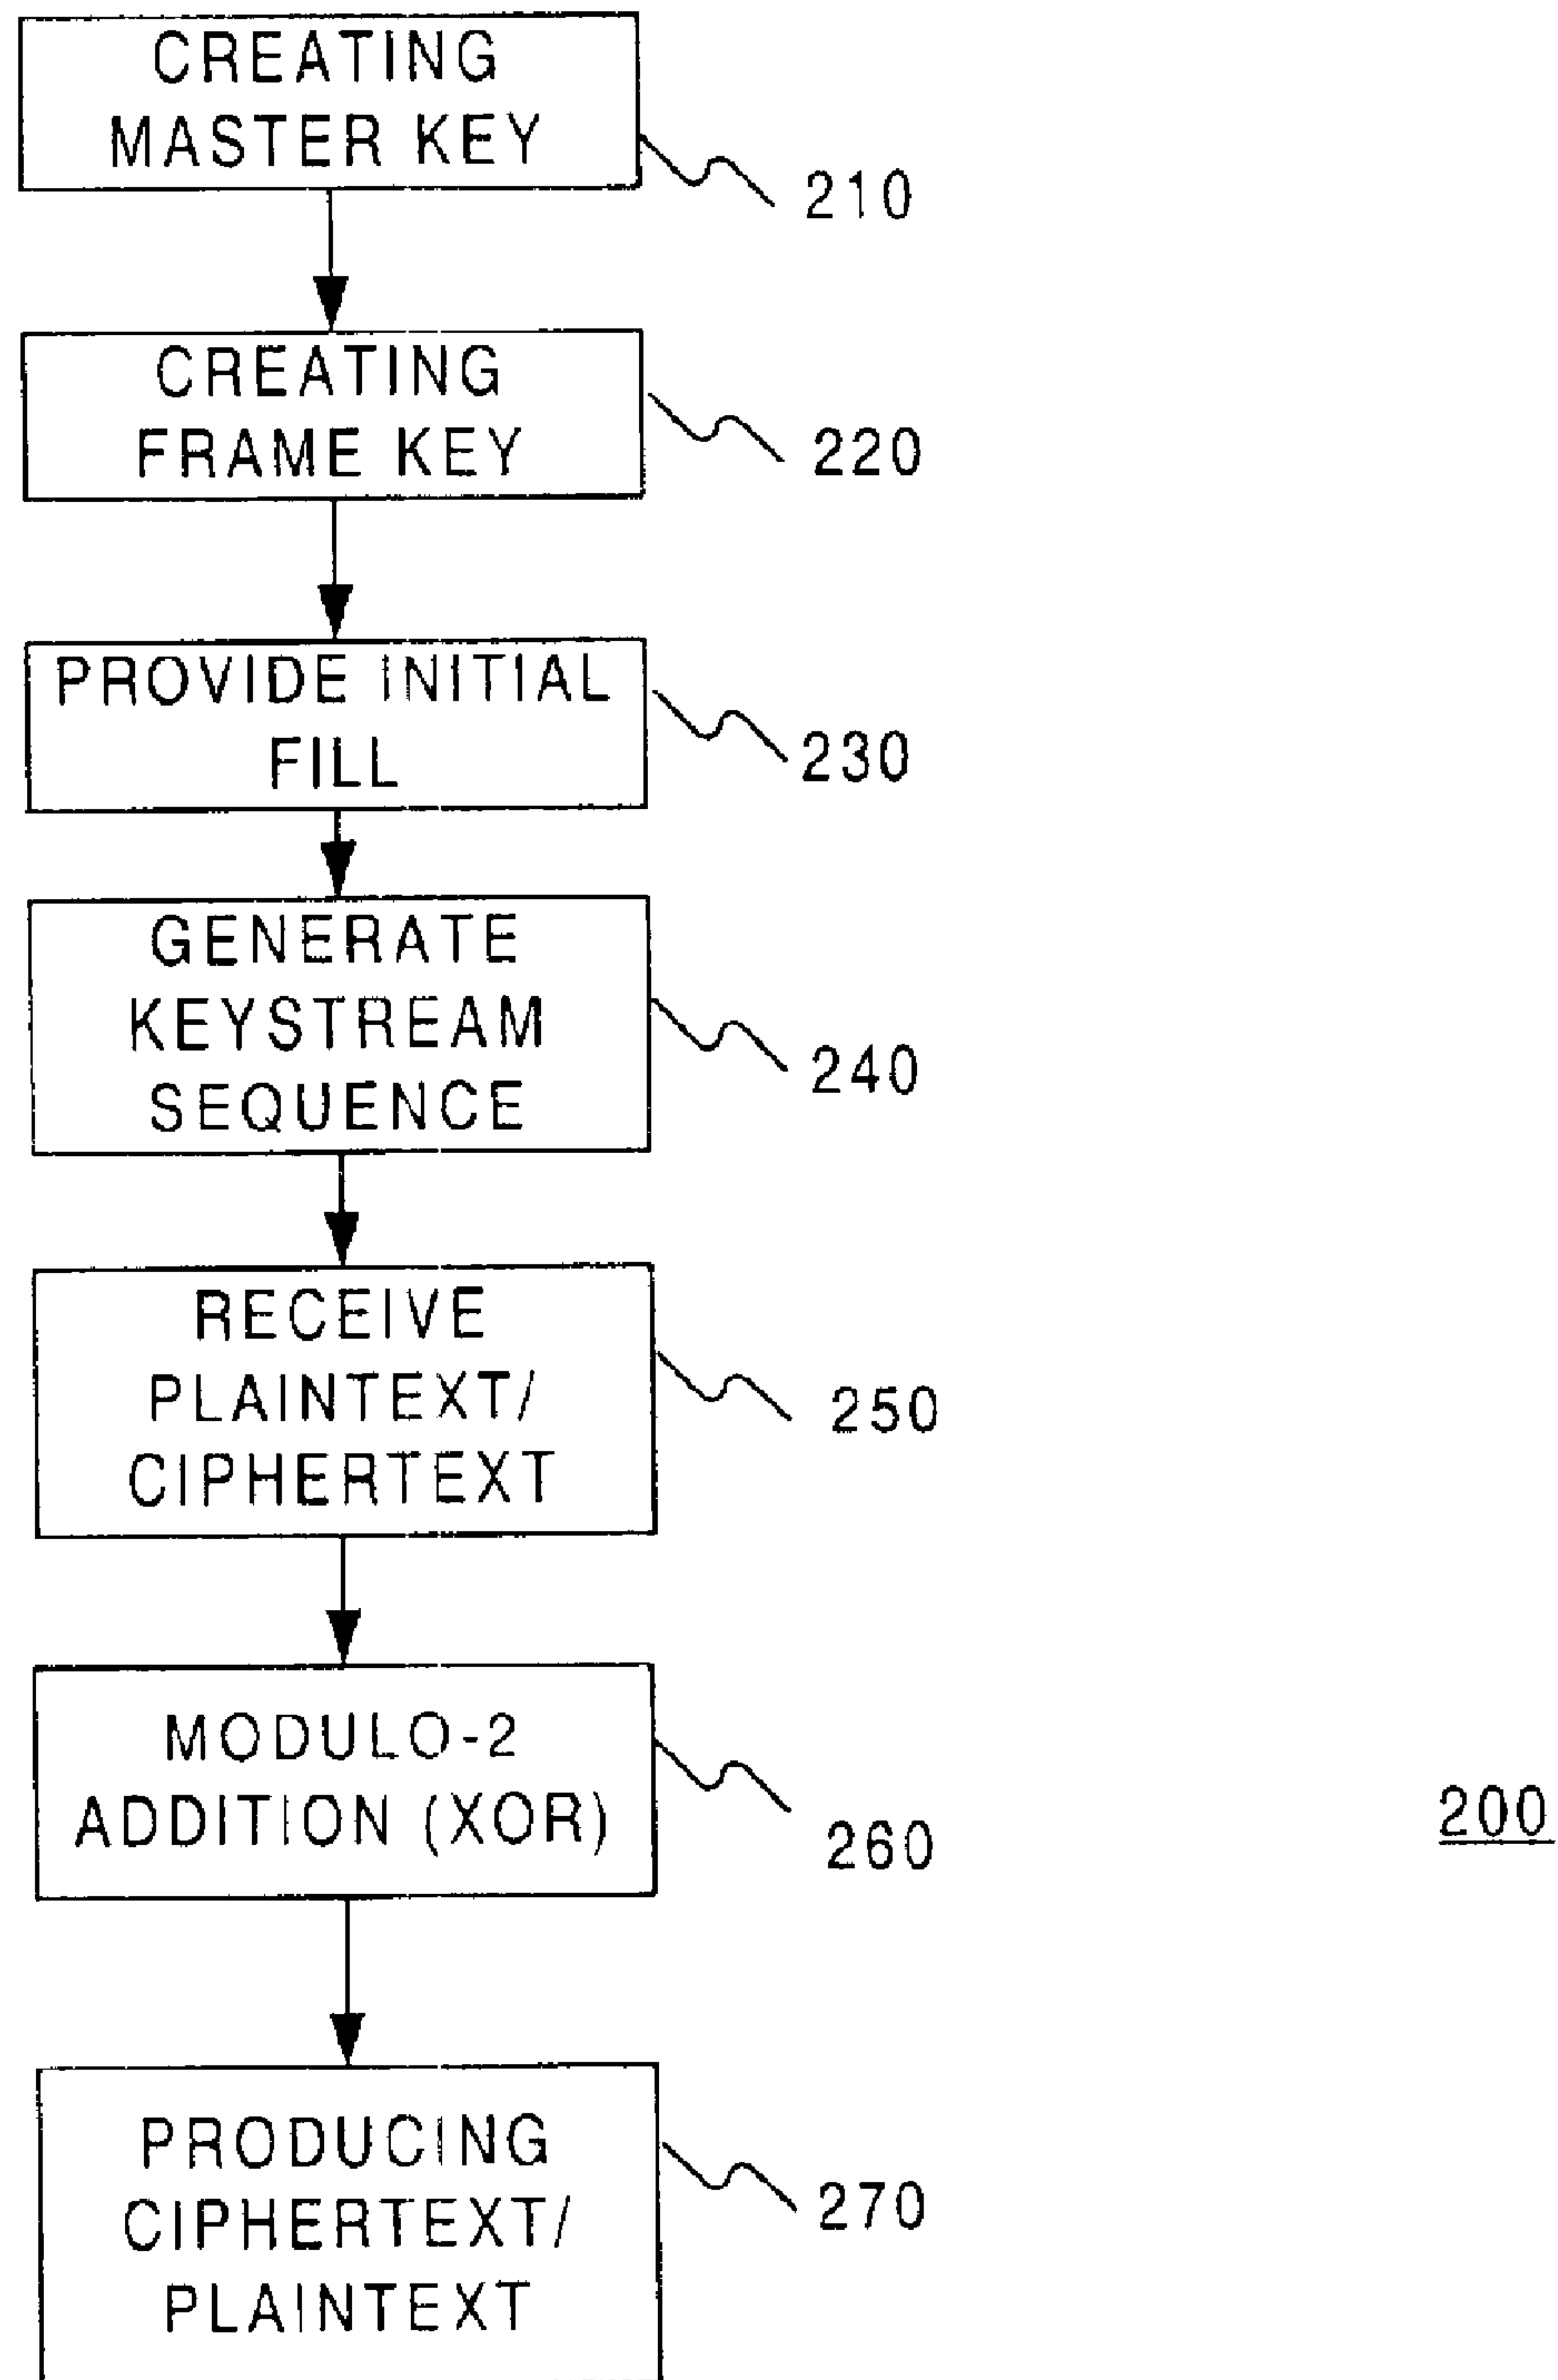 CREATING
MASTER KEY
210
CREATING
FRAME KEY
220
PROVIDE INITIAL
FILL
230
GENERATE
KEYSTREAM
SEQUENCE
240
RECEIVE
PLAINTEXT/
CIPHERTEXT
250
MODULO-2
ADDITION (XOR)
260
200
PRODUCING
CIPHERTEXT/
PLAINTEXT
270